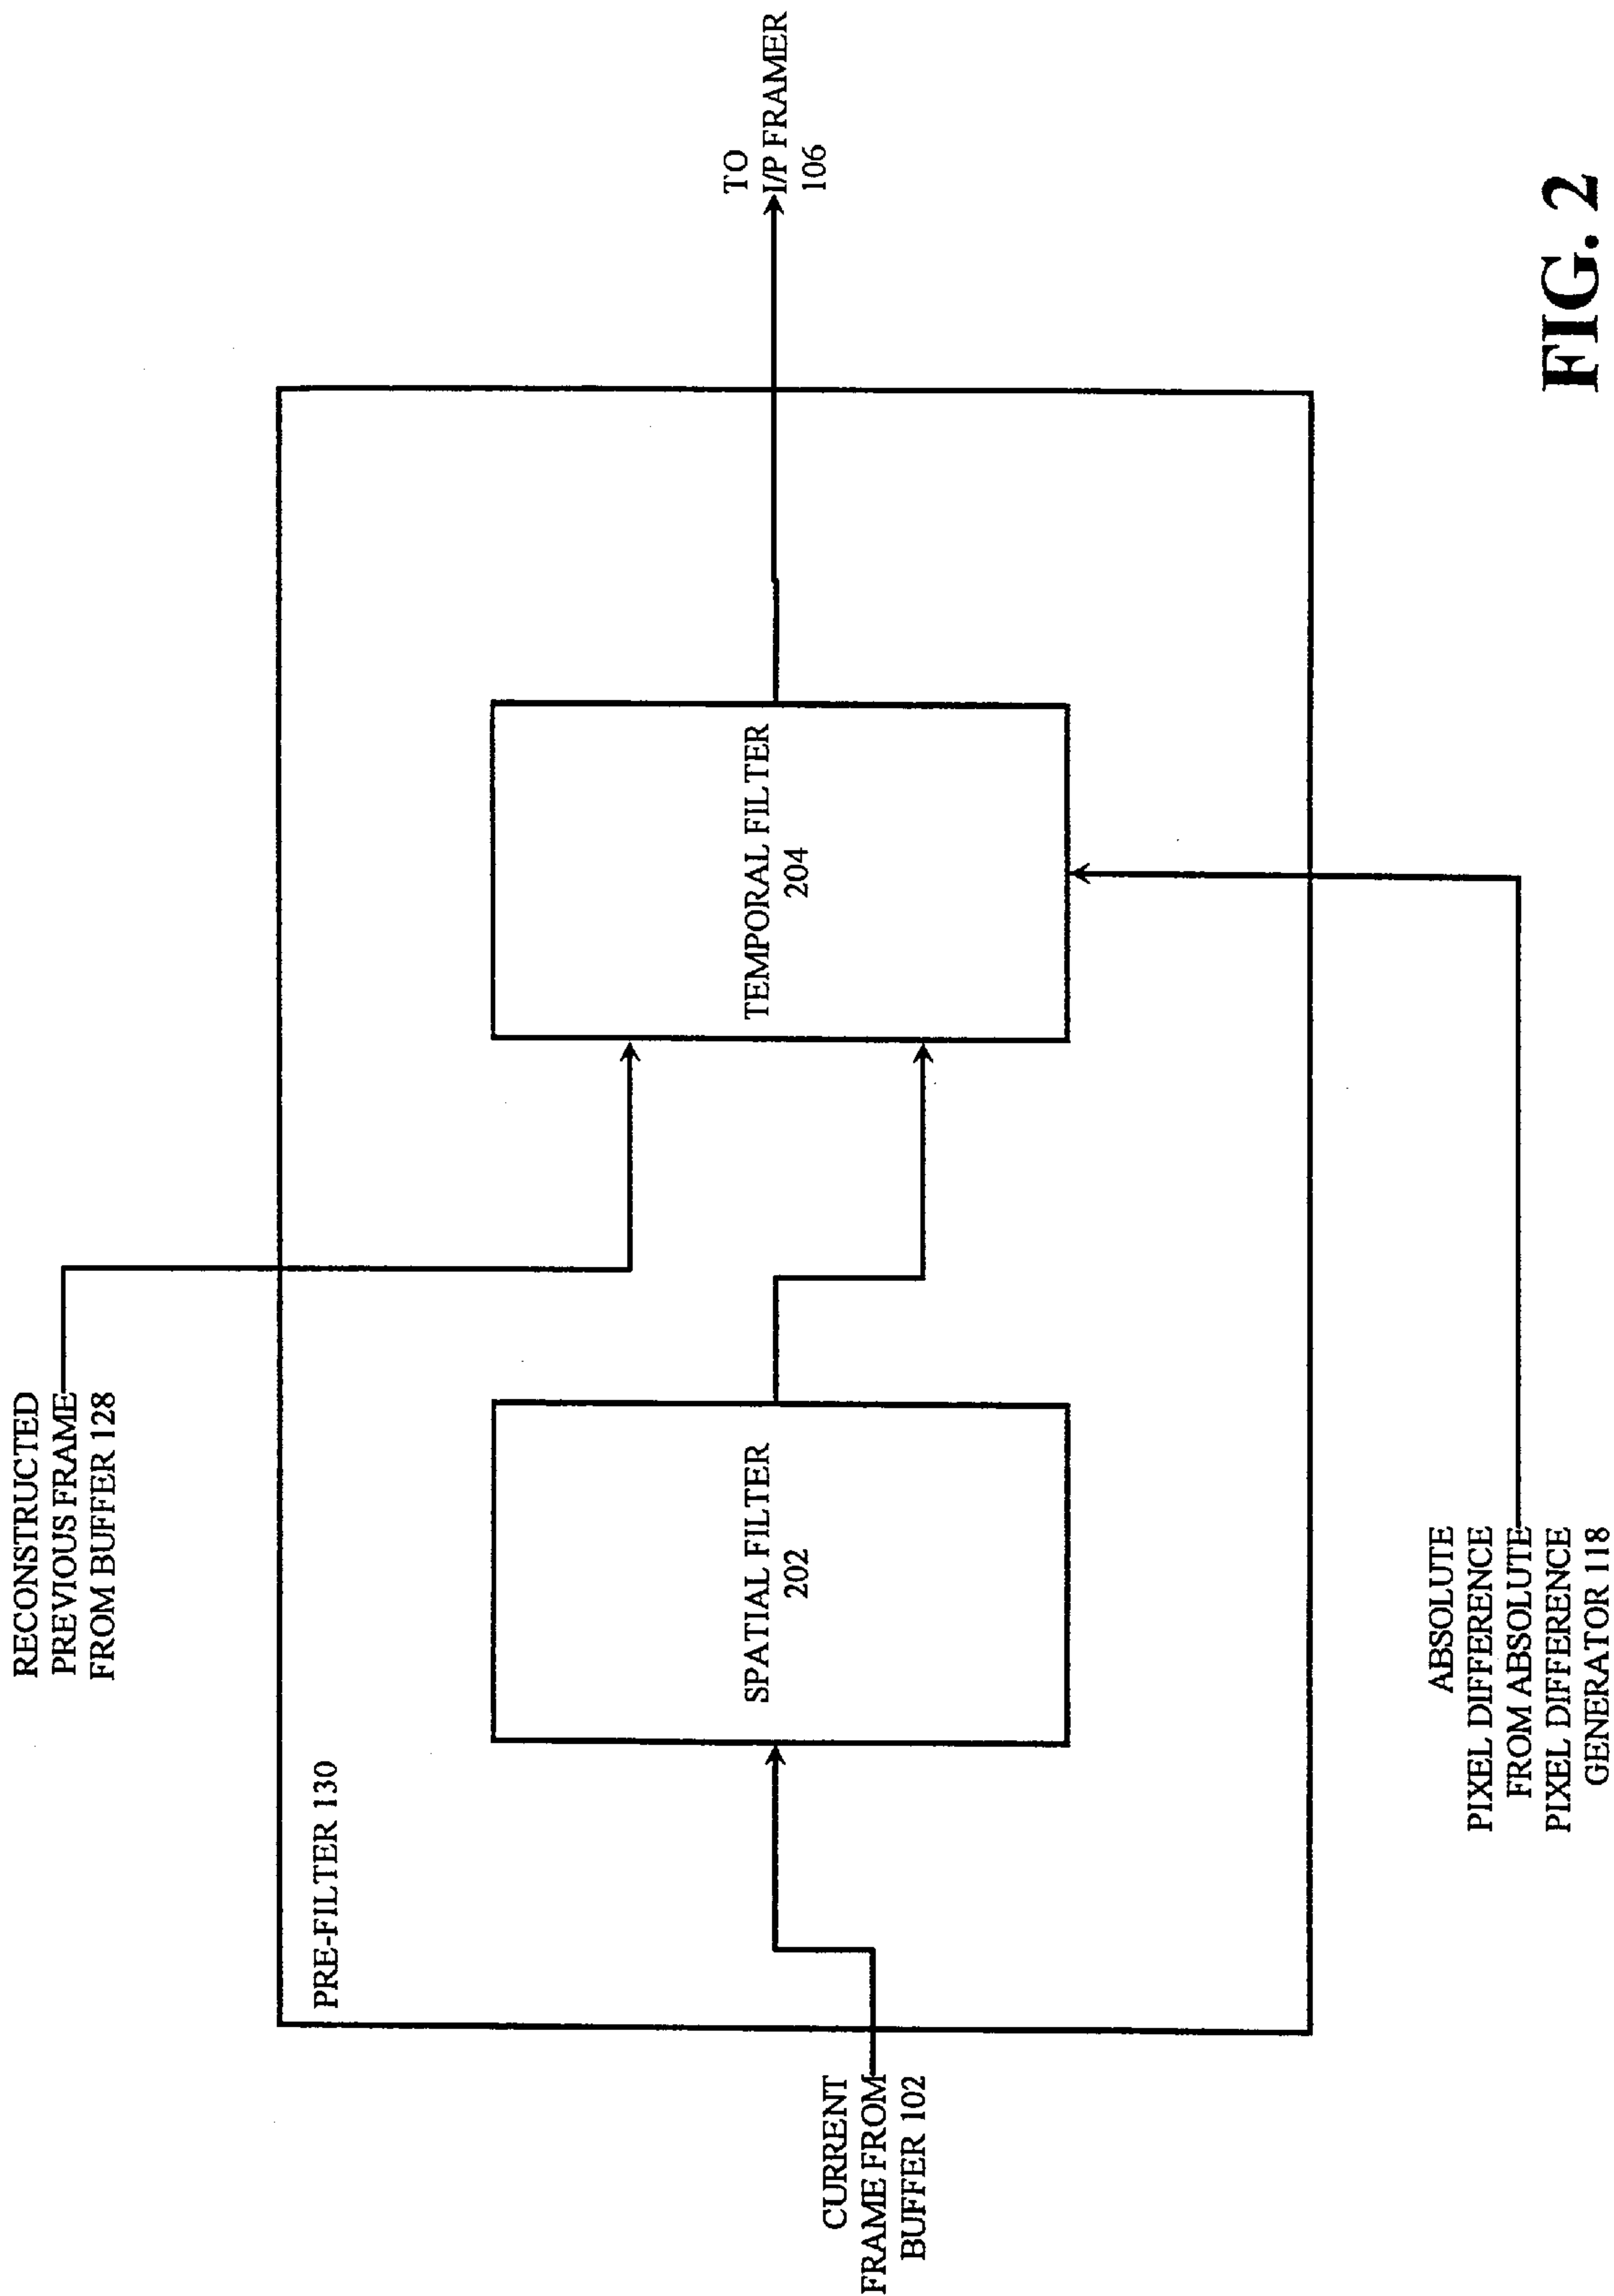 RECONSTRUCTED
PREVIOUS FRAME
FROM BUFFER 128
PRE-FILTER 130
CURRENT
FRAME FROM
BUFFER 102
SPATIAL FILTER
202
TEMPORAL FILTER
204
TO
I/P FRAMER
106
ABSOLUTE
PIXEL DIFFERENCE
FROM ABSOLUTE
PIXEL DIFFERENCE
GENERATOR 118
FIG. 2